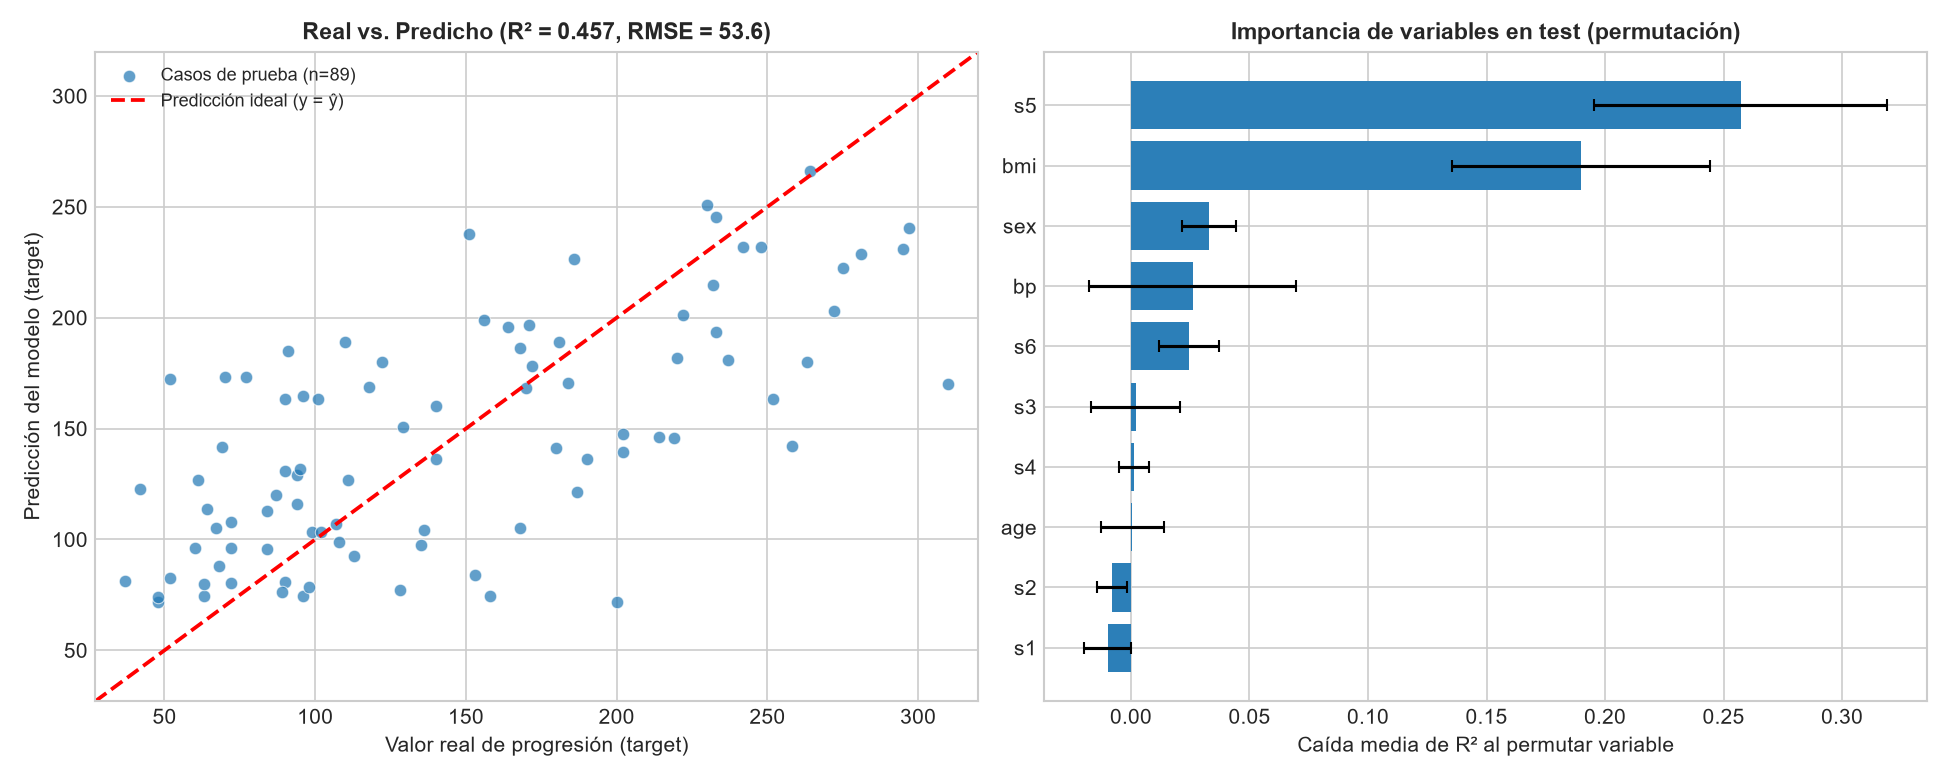 Real vs. Predicho (R² = 0.457, RMSE = 53.6)
Casos de prueba (n=89)
Predicción ideal (y = ŷ)
Predicción del modelo (target)
300
250
200
150
100
50
50 100 150 200 250 300
Valor real de progresión (target)
Importancia de variables en test (permutación)
s5
bmi
sex
bp
s6
s3
s4
age
s2
s1
0.00 0.05 0.10 0.15 0.20 0.25 0.30
Caída media de R² al permutar variable